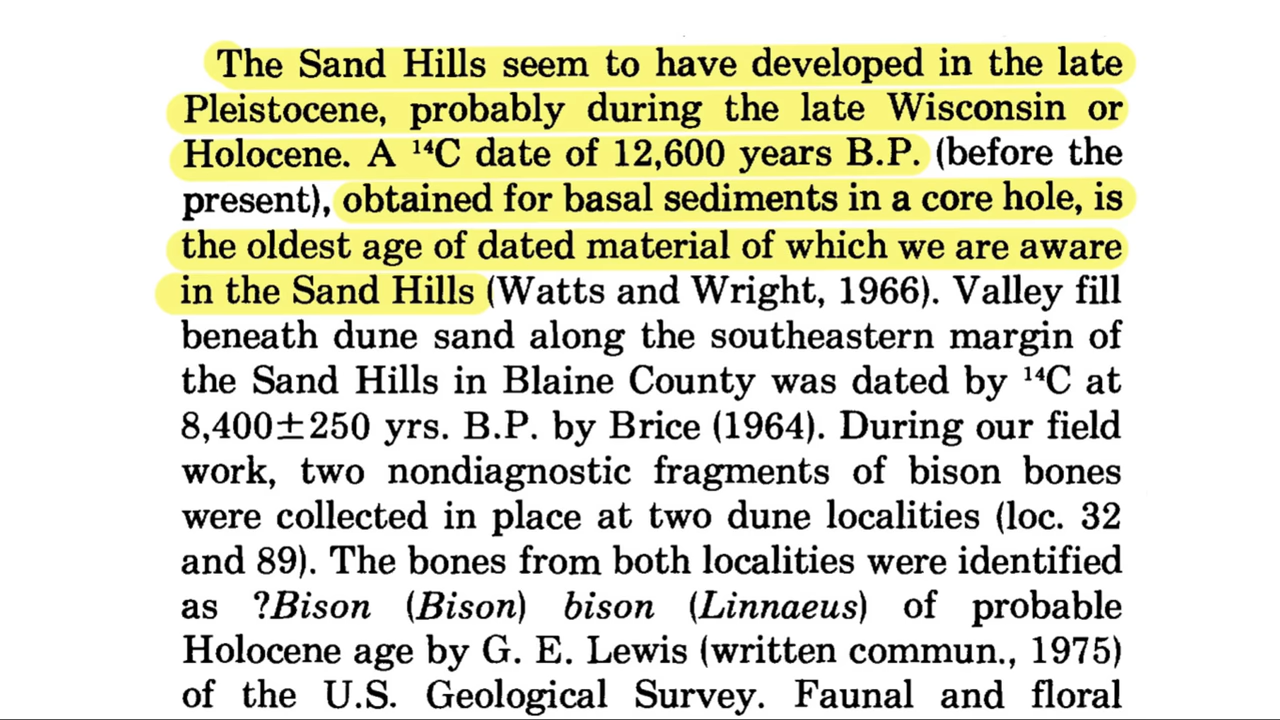 The Sand Hills seem to have developed in the late
Pleistocene, probably during the late Wisconsin or
Holocene. A ¹⁴C date of 12,600 years B.P. (before the
present), obtained for basal sediments in a core hole, is
the oldest age of dated material of which we are aware
in the Sand Hills (Watts and Wright, 1966). Valley fill
beneath dune sand along the southeastern margin of
the Sand Hills in Blaine County was dated by ¹⁴C at
8,400±250 yrs. B.P. by Brice (1964). During our field
work, two nondiagnostic fragments of bison bones
were collected in place at two dune localities (loc. 32
and 89). The bones from both localities were identified
as ?Bison (Bison) bison (Linnaeus) of probable
Holocene age by G. E. Lewis (written commun., 1975)
of the U.S. Geological Survey. Faunal and floral